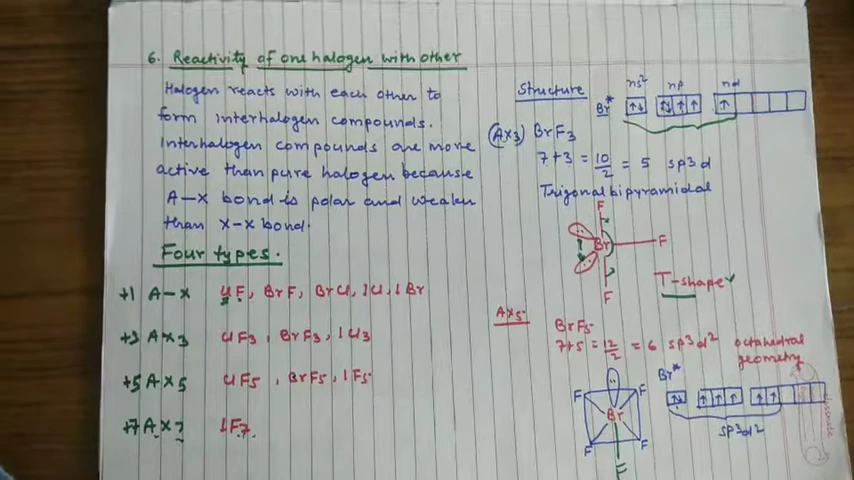 6. Reactivity of one halogen with other
Halogen reacts with each other to
form interhalogen compounds.
Interhalogen compounds are more
active than pure halogen because
A–X bond is polar and weaker
than X–X bond.
Four types.
+1 A–X ClF, BrF, BrCl, ICl, IBr
+3 AX3 ClF3, BrF3, ICl3
+5 AX5 ClF5, BrF5, IF5
+7 AX7 IF7.
Structure
Br* ns² np nd
(AX3) BrF3
7+3 = 10/2 = 5 sp3d
Trigonal bipyramidal
F
Br F
F
T-shape
AX5
BrF5
7+5 = 12/2 = 6 sp3d² octahedral
geometry
Br*
sp3d²
F F
Br
F F
F
classmate